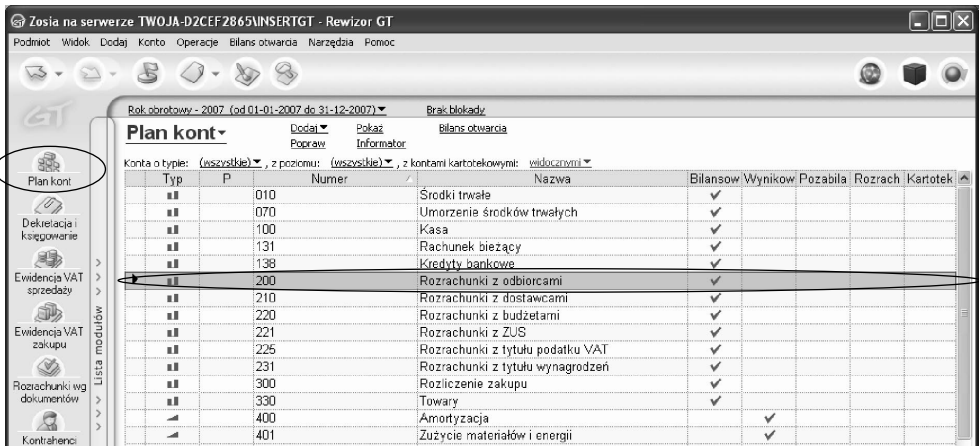 Zosia na serwerze TWOJA-D2CEF2865\INSERTGT - Rewizor GT
Podmiot Widok Dodaj Konto Operacje Bilans otwarcia Narzędzia Pomoc
GT
Rok obrotowy - 2007 (od 01-01-2007 do 31-12-2007) Brak blokady
Plan kont Dodaj Pokaż Bilans otwarcia
Popraw Informator
Konta o typie: (wszystkie) , z poziomu: (wszystkie) , z kontami kartotekowymi: widocznymi
Typ P Numer Nazwa Bilansow Wynikow Pozabila Rozrach Kartotek
010 Środki trwałe
070 Umorzenie środków trwałych
100 Kasa
131 Rachunek bieżący
138 Kredyty bankowe
200 Rozrachunki z odbiorcami
210 Rozrachunki z dostawcami
220 Rozrachunki z budżetami
221 Rozrachunki z ZUS
225 Rozrachunki z tytułu podatku VAT
231 Rozrachunki z tytułu wynagrodzeń
300 Rozliczenie zakupu
330 Towary
400 Amortyzacja
401 Zużycie materiałów i energii
Plan kont
Dekretacja i
księgowanie
Ewidencja VAT
sprzedaży
Ewidencja VAT
zakupu
Rozrachunki wg
dokumentów
Kontrahenci
Lista modułów